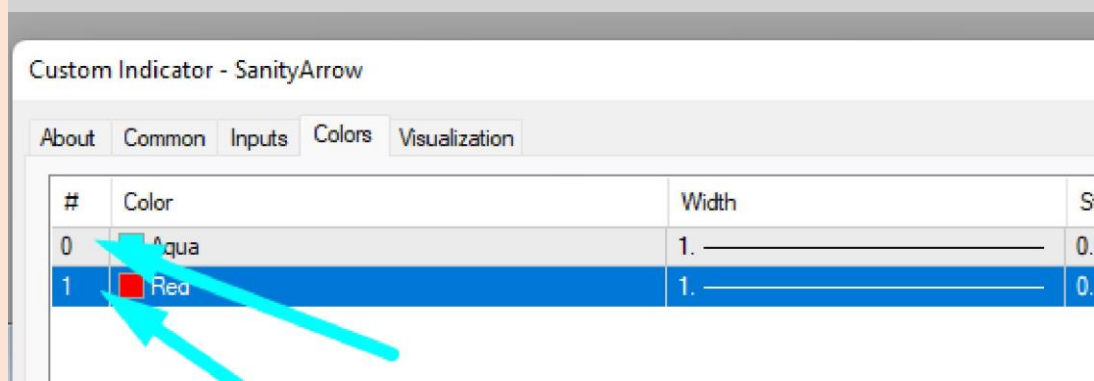 Custom Indicator - SanityArrow
About Common Inputs Colors Visualization
# Color Width
0 Aqua 1. 0.
1 Red 1. 0.